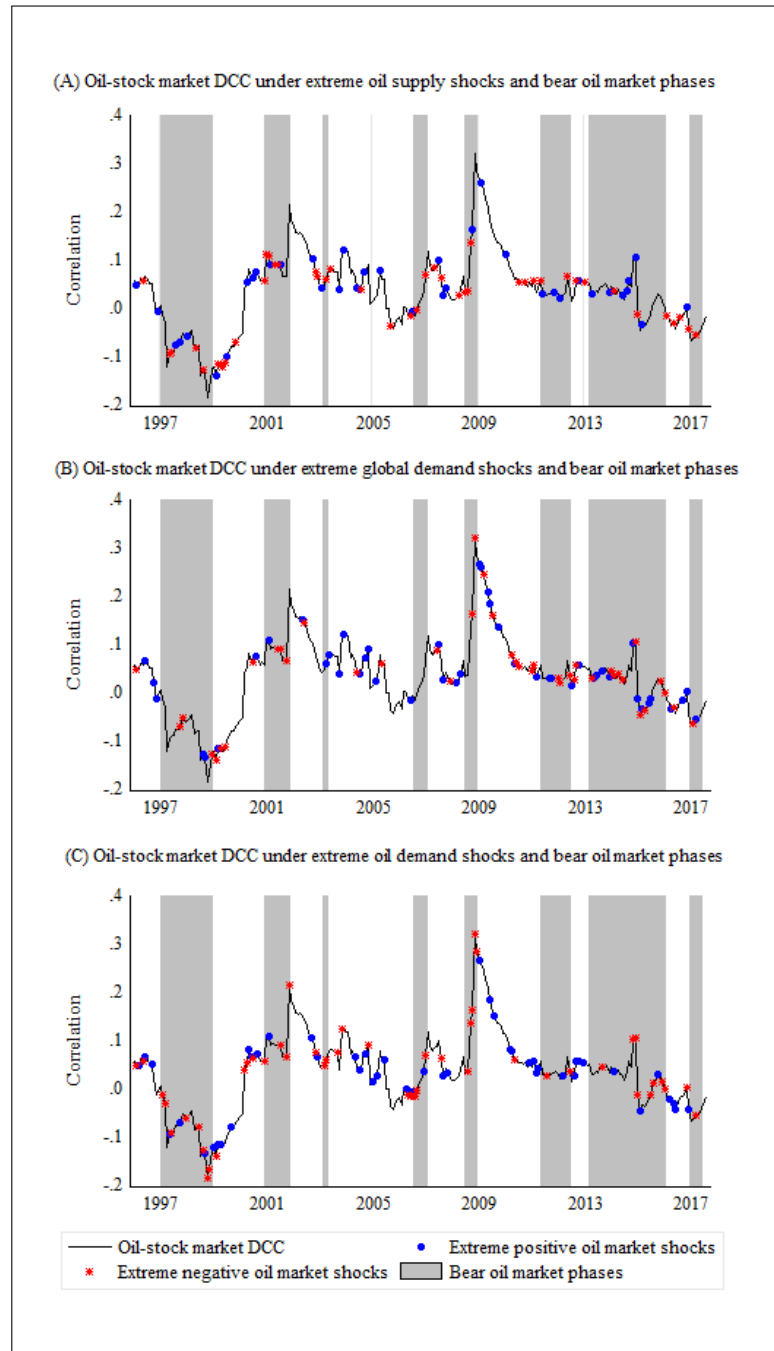 (A) Oil-stock market DCC under extreme oil supply shocks and bear oil market phases
.4
.3
.2
.1
.0
-.1
-.2
Correlation
1997 2001 2005 2009 2013 2017
(B) Oil-stock market DCC under extreme global demand shocks and bear oil market phases
.4
.3
.2
.1
.0
-.1
-.2
Correlation
1997 2001 2005 2009 2013 2017
(C) Oil-stock market DCC under extreme oil demand shocks and bear oil market phases
.4
.3
.2
.1
.0
-.1
-.2
Correlation
1997 2001 2005 2009 2013 2017
Oil-stock market DCC Extreme positive oil market shocks
Extreme negative oil market shocks Bear oil market phases